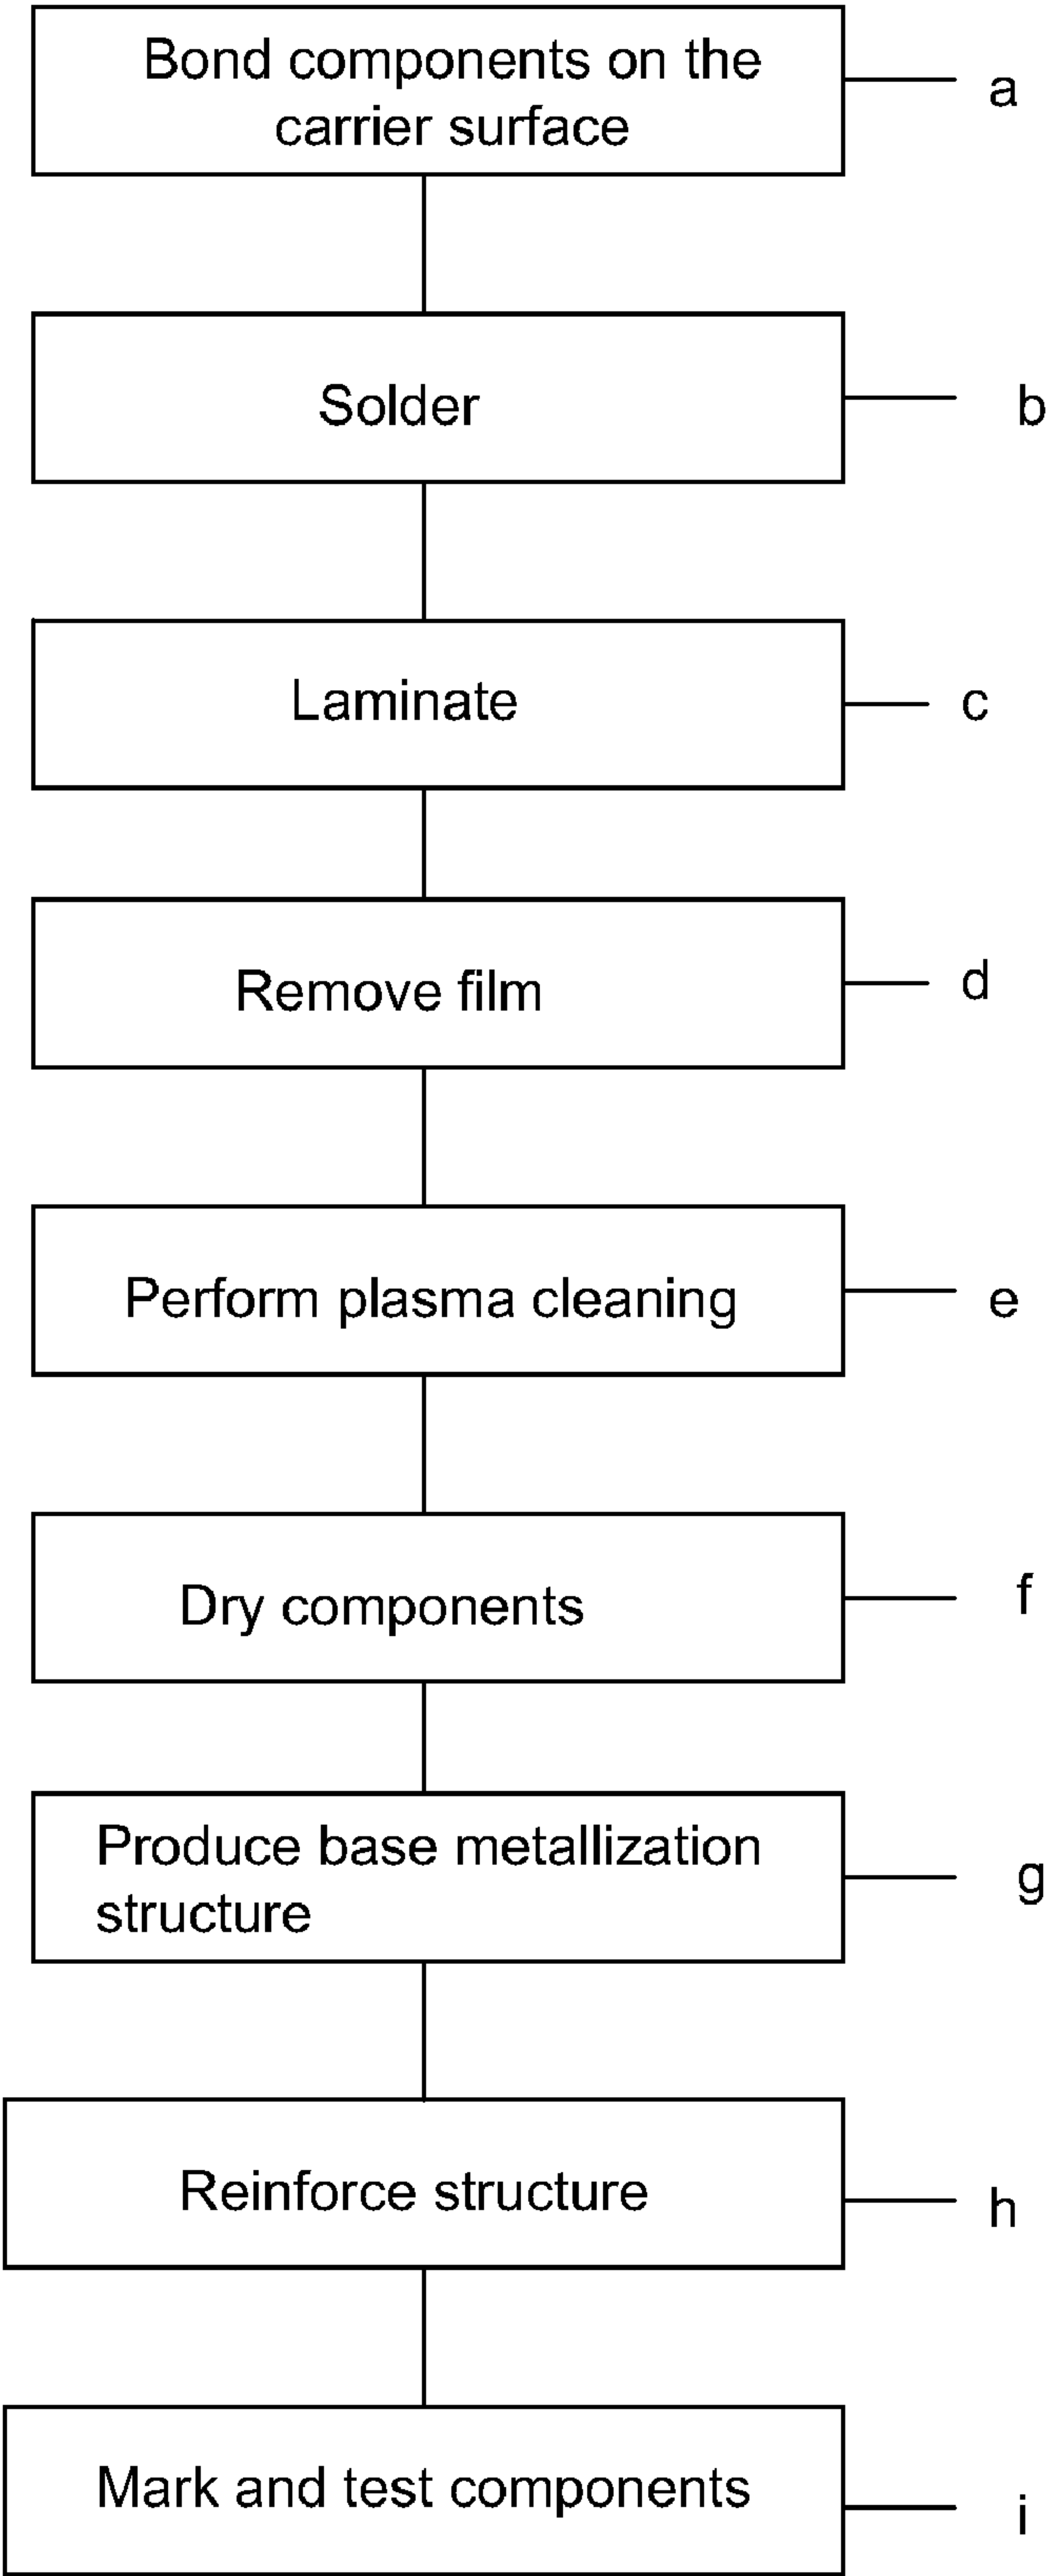 Bond components on the
carrier surface
a
Solder
b
Laminate
c
Remove film
d
Perform plasma cleaning
e
Dry components
f
Produce base metallization
structure
g
Reinforce structure
h
Mark and test components
i